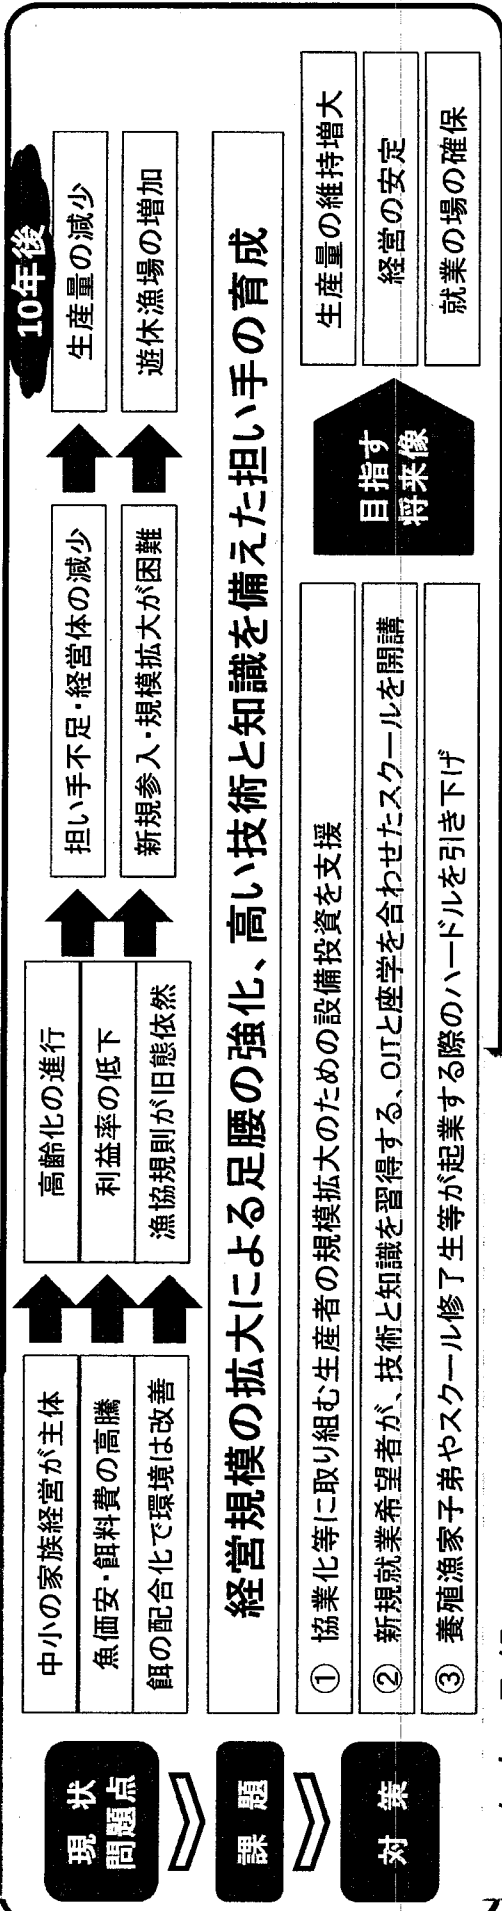 現状
問題点
中小の家族経営が主体
魚価安・餌料費の高騰
餌の配合化で環境は改善
高齢化の進行
利益率の低下
漁協規則が旧態依然
担い手不足・経営体の減少
新規参入・規模拡大が困難
10年後
生産量の減少
遊休漁場の増加
課題
経営規模の拡大による足腰の強化、高い技術と知識を備えた担い手の育成
対策
① 協業化等に取り組む生産者の規模拡大のための設備投資を支援
② 新規就業希望者が、技術と知識を習得する、OJTと座学を合わせたスクールを開講
③ 養殖漁家子弟やスクール修了生等が起業する際のハードルを引き下げ
目指す
将来像
生産量の維持増大
経営の安定
就業の場の確保